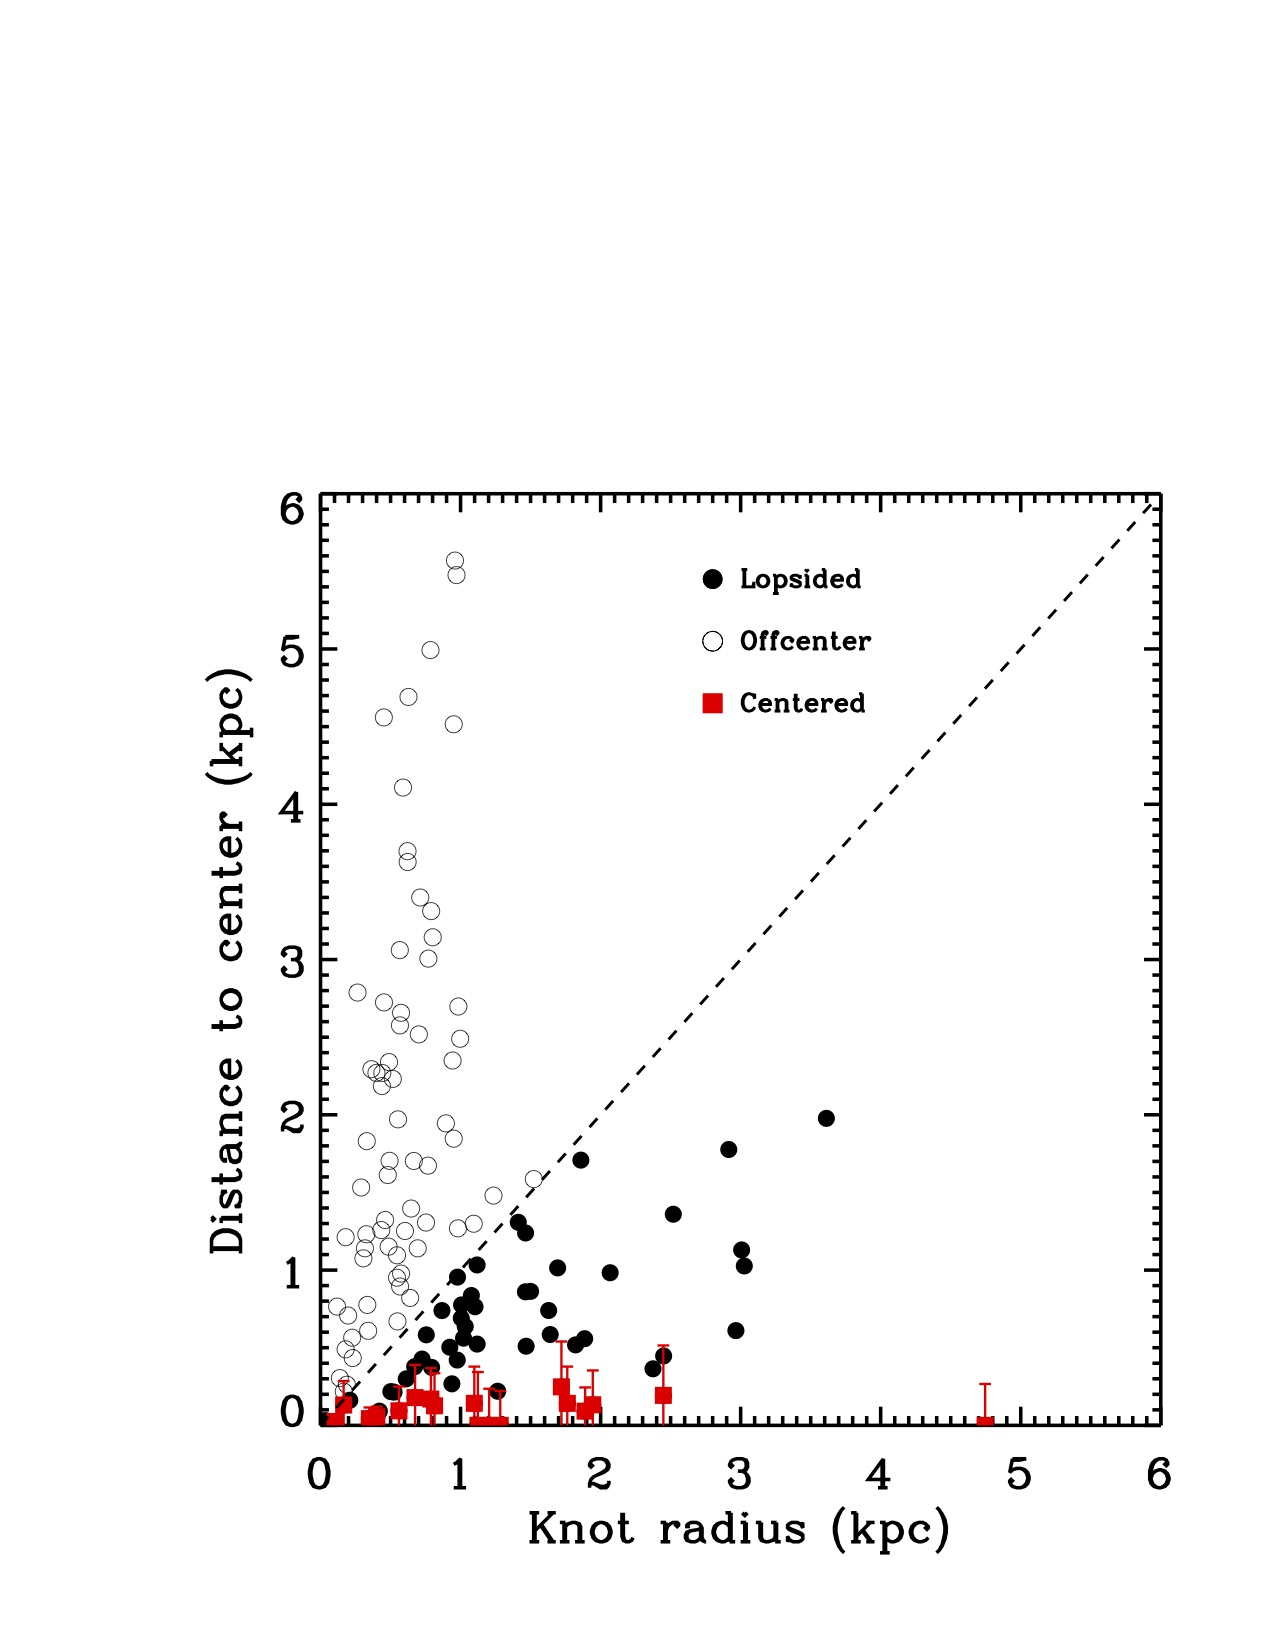 6
5
4
3
2
1
0
Distance to center (kpc)
Lopsided
Offcenter
Centered
0 1 2 3 4 5 6
Knot radius (kpc)